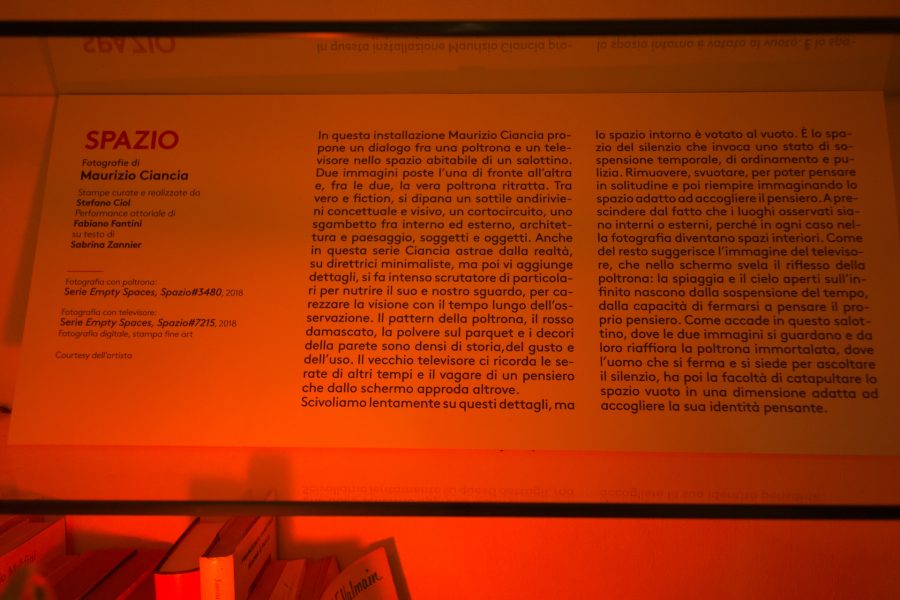 SPAZIO
Fotografie di
Maurizio Ciancia
Stampe curate e realizzate da
Stefano Ciol
Performance attoriale di
Fabiano Fantini
su testo di
Sabrina Zannier
Fotografia con poltrona:
Serie Empty Spaces, Spazio#3480, 2018
Fotografia con televisore:
Serie Empty Spaces, Spazio#7215, 2018
Fotografia digitale, stampa fine art
Courtesy dell'artista
In questa installazione Maurizio Ciancia pro-
pone un dialogo fra una poltrona e un tele-
visore nello spazio abitabile di un salottino.
Due immagini poste l'una di fronte all'altra
e, fra le due, la vera poltrona ritratta. Tra
vero e fiction, si dipana un sottile andirivie-
ni concettuale e visivo, un cortocircuito, uno
sgambetto fra interno ed esterno, architet-
tura e paesaggio, soggetti e oggetti. Anche
in questa serie Ciancia astrae dalla realtà,
su direttrici minimaliste, ma poi vi aggiunge
dettagli, si fa intenso scrutatore di particola-
ri per nutrire il suo e nostro sguardo, per ca-
rezzare la visione con il tempo lungo dell'os-
servazione. Il pattern della poltrona, il rosso
damascato, la polvere sul parquet e i decori
della parete sono densi di storia, del gusto e
dell'uso. Il vecchio televisore ci ricorda le se-
rate di altri tempi e il vagare di un pensiero
che dallo schermo approda altrove.
Scivoliamo lentamente su questi dettagli, ma
lo spazio intorno è votato al vuoto. È lo spa-
zio del silenzio che invoca uno stato di so-
spensione temporale, di ordinamento e pu-
lizia. Rimuovere, svuotare, per poter pensare
in solitudine e poi riempire immaginando lo
spazio adatto ad accogliere il pensiero. A pre-
scindere dal fatto che i luoghi osservati sia-
no interni o esterni, perché in ogni caso nel-
la fotografia diventano spazi interiori. Come
del resto suggerisce l'immagine del televiso-
re, che nello schermo svela il riflesso della
poltrona: la spiaggia e il cielo aperti sull'in-
finito nascono dalla sospensione del tempo,
dalla capacità di fermarsi a pensare il pro-
prio pensiero. Come accade in questo salot-
tino, dove le due immagini si guardano e da
loro riaffiora la poltrona immortalata, dove
l'uomo che si ferma e si siede per ascoltare
il silenzio, ha poi la facoltà di catapultare lo
spazio vuoto in una dimensione adatta ad
accogliere la sua identità pensante.